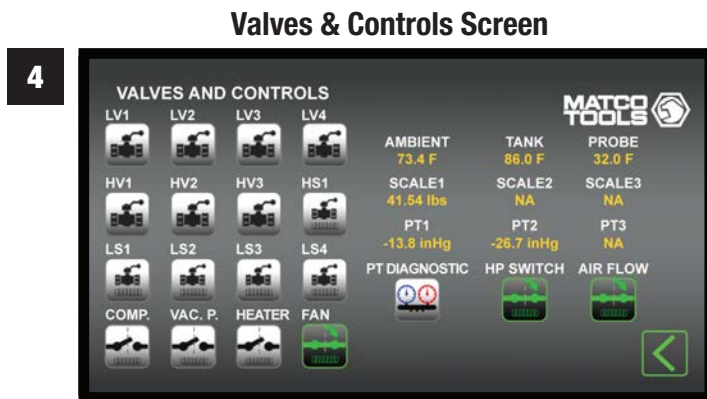 Valves & Controls Screen
4
VALVES AND CONTROLS
MATCO
TOOLS
LV1 LV2 LV3 LV4
AMBIENT TANK PROBE
73.4 F 86.0 F 32.0 F
HV1 HV2 HV3 HS1
SCALE1 SCALE2 SCALE3
41.54 lbs NA NA
PT1 PT2 PT3
-13.8 inHg -26.7 inHg NA
LS1 LS2 LS3 LS4
PT DIAGNOSTIC HP SWITCH AIR FLOW
COMP. VAC. P. HEATER FAN